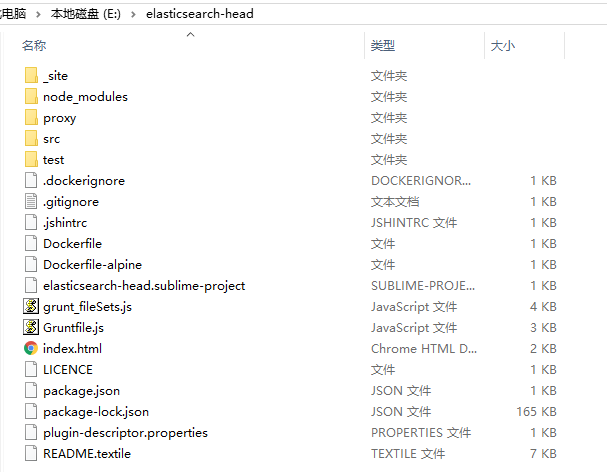 电脑 › 本地磁盘 (E:) › elasticsearch-head
名称 类型 大小
_site 文件夹
node_modules 文件夹
proxy 文件夹
src 文件夹
test 文件夹
.dockerignore DOCKERIGNOR... 1 KB
.gitignore 文本文档 1 KB
.jshintrc JSHINTRC 文件 1 KB
Dockerfile 文件 1 KB
Dockerfile-alpine 文件 1 KB
elasticsearch-head.sublime-project SUBLIME-PROJE... 1 KB
grunt_fileSets.js JavaScript 文件 4 KB
Gruntfile.js JavaScript 文件 3 KB
index.html Chrome HTML D... 2 KB
LICENCE 文件 1 KB
package.json JSON 文件 1 KB
package-lock.json JSON 文件 165 KB
plugin-descriptor.properties PROPERTIES 文件 1 KB
README.textile TEXTILE 文件 7 KB